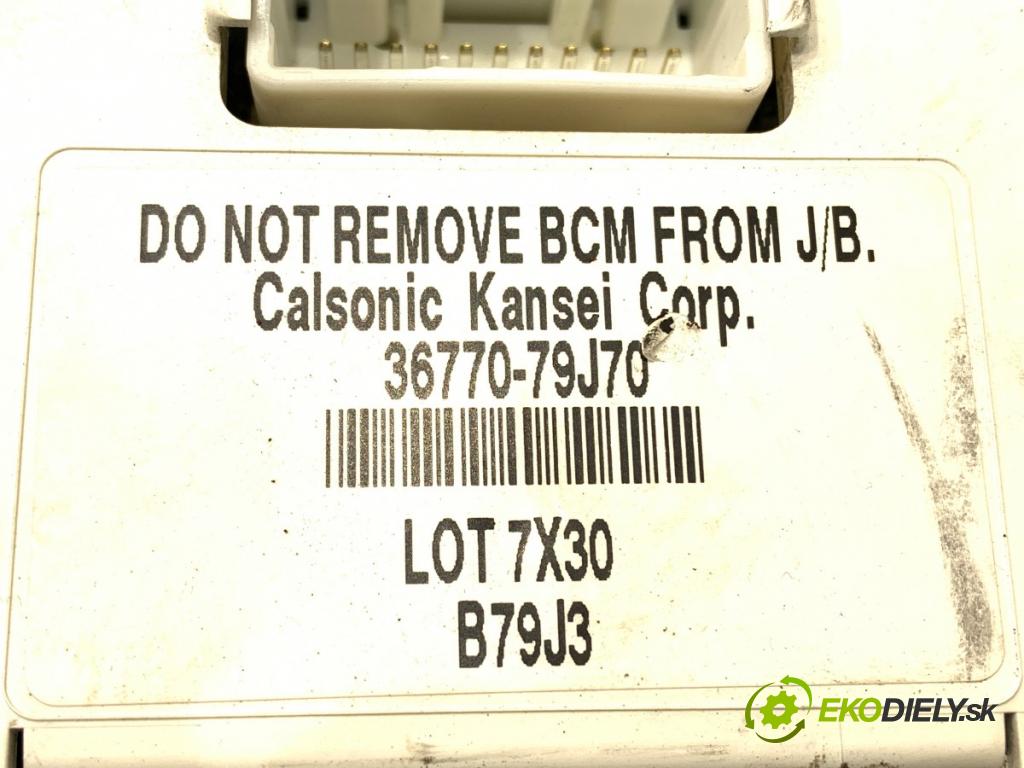 DO NOT REMOVE BCM FROM J/B.
Calsonic Kansei Corp.
36770-79J70
LOT 7X30
B79J3
EKODIELY.sk